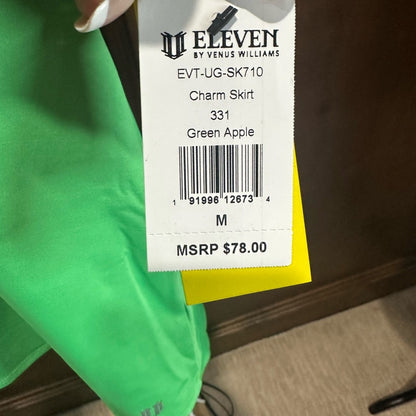 ELEVEN
BY VENUS WILLIAMS
EVT-UG-SK710
Charm Skirt
331
Green Apple
1 91996 12673 4
M
MSRP $78.00